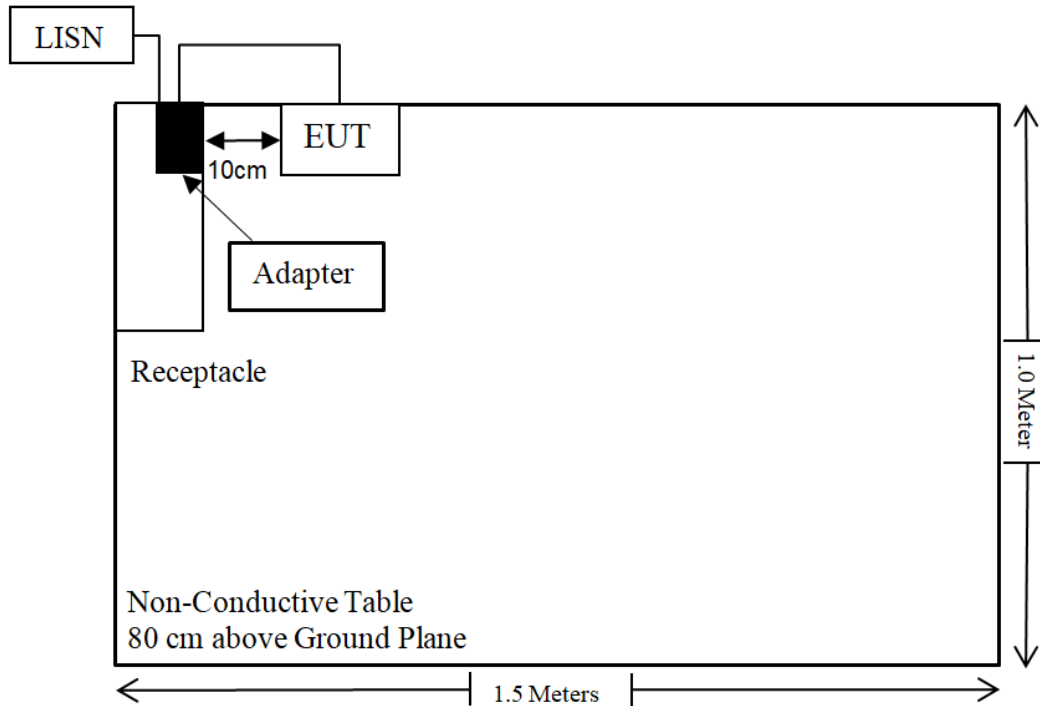 LISN
EUT
10cm
Adapter
Receptacle
1.0 Meter
Non-Conductive Table
80 cm above Ground Plane
1.5 Meters